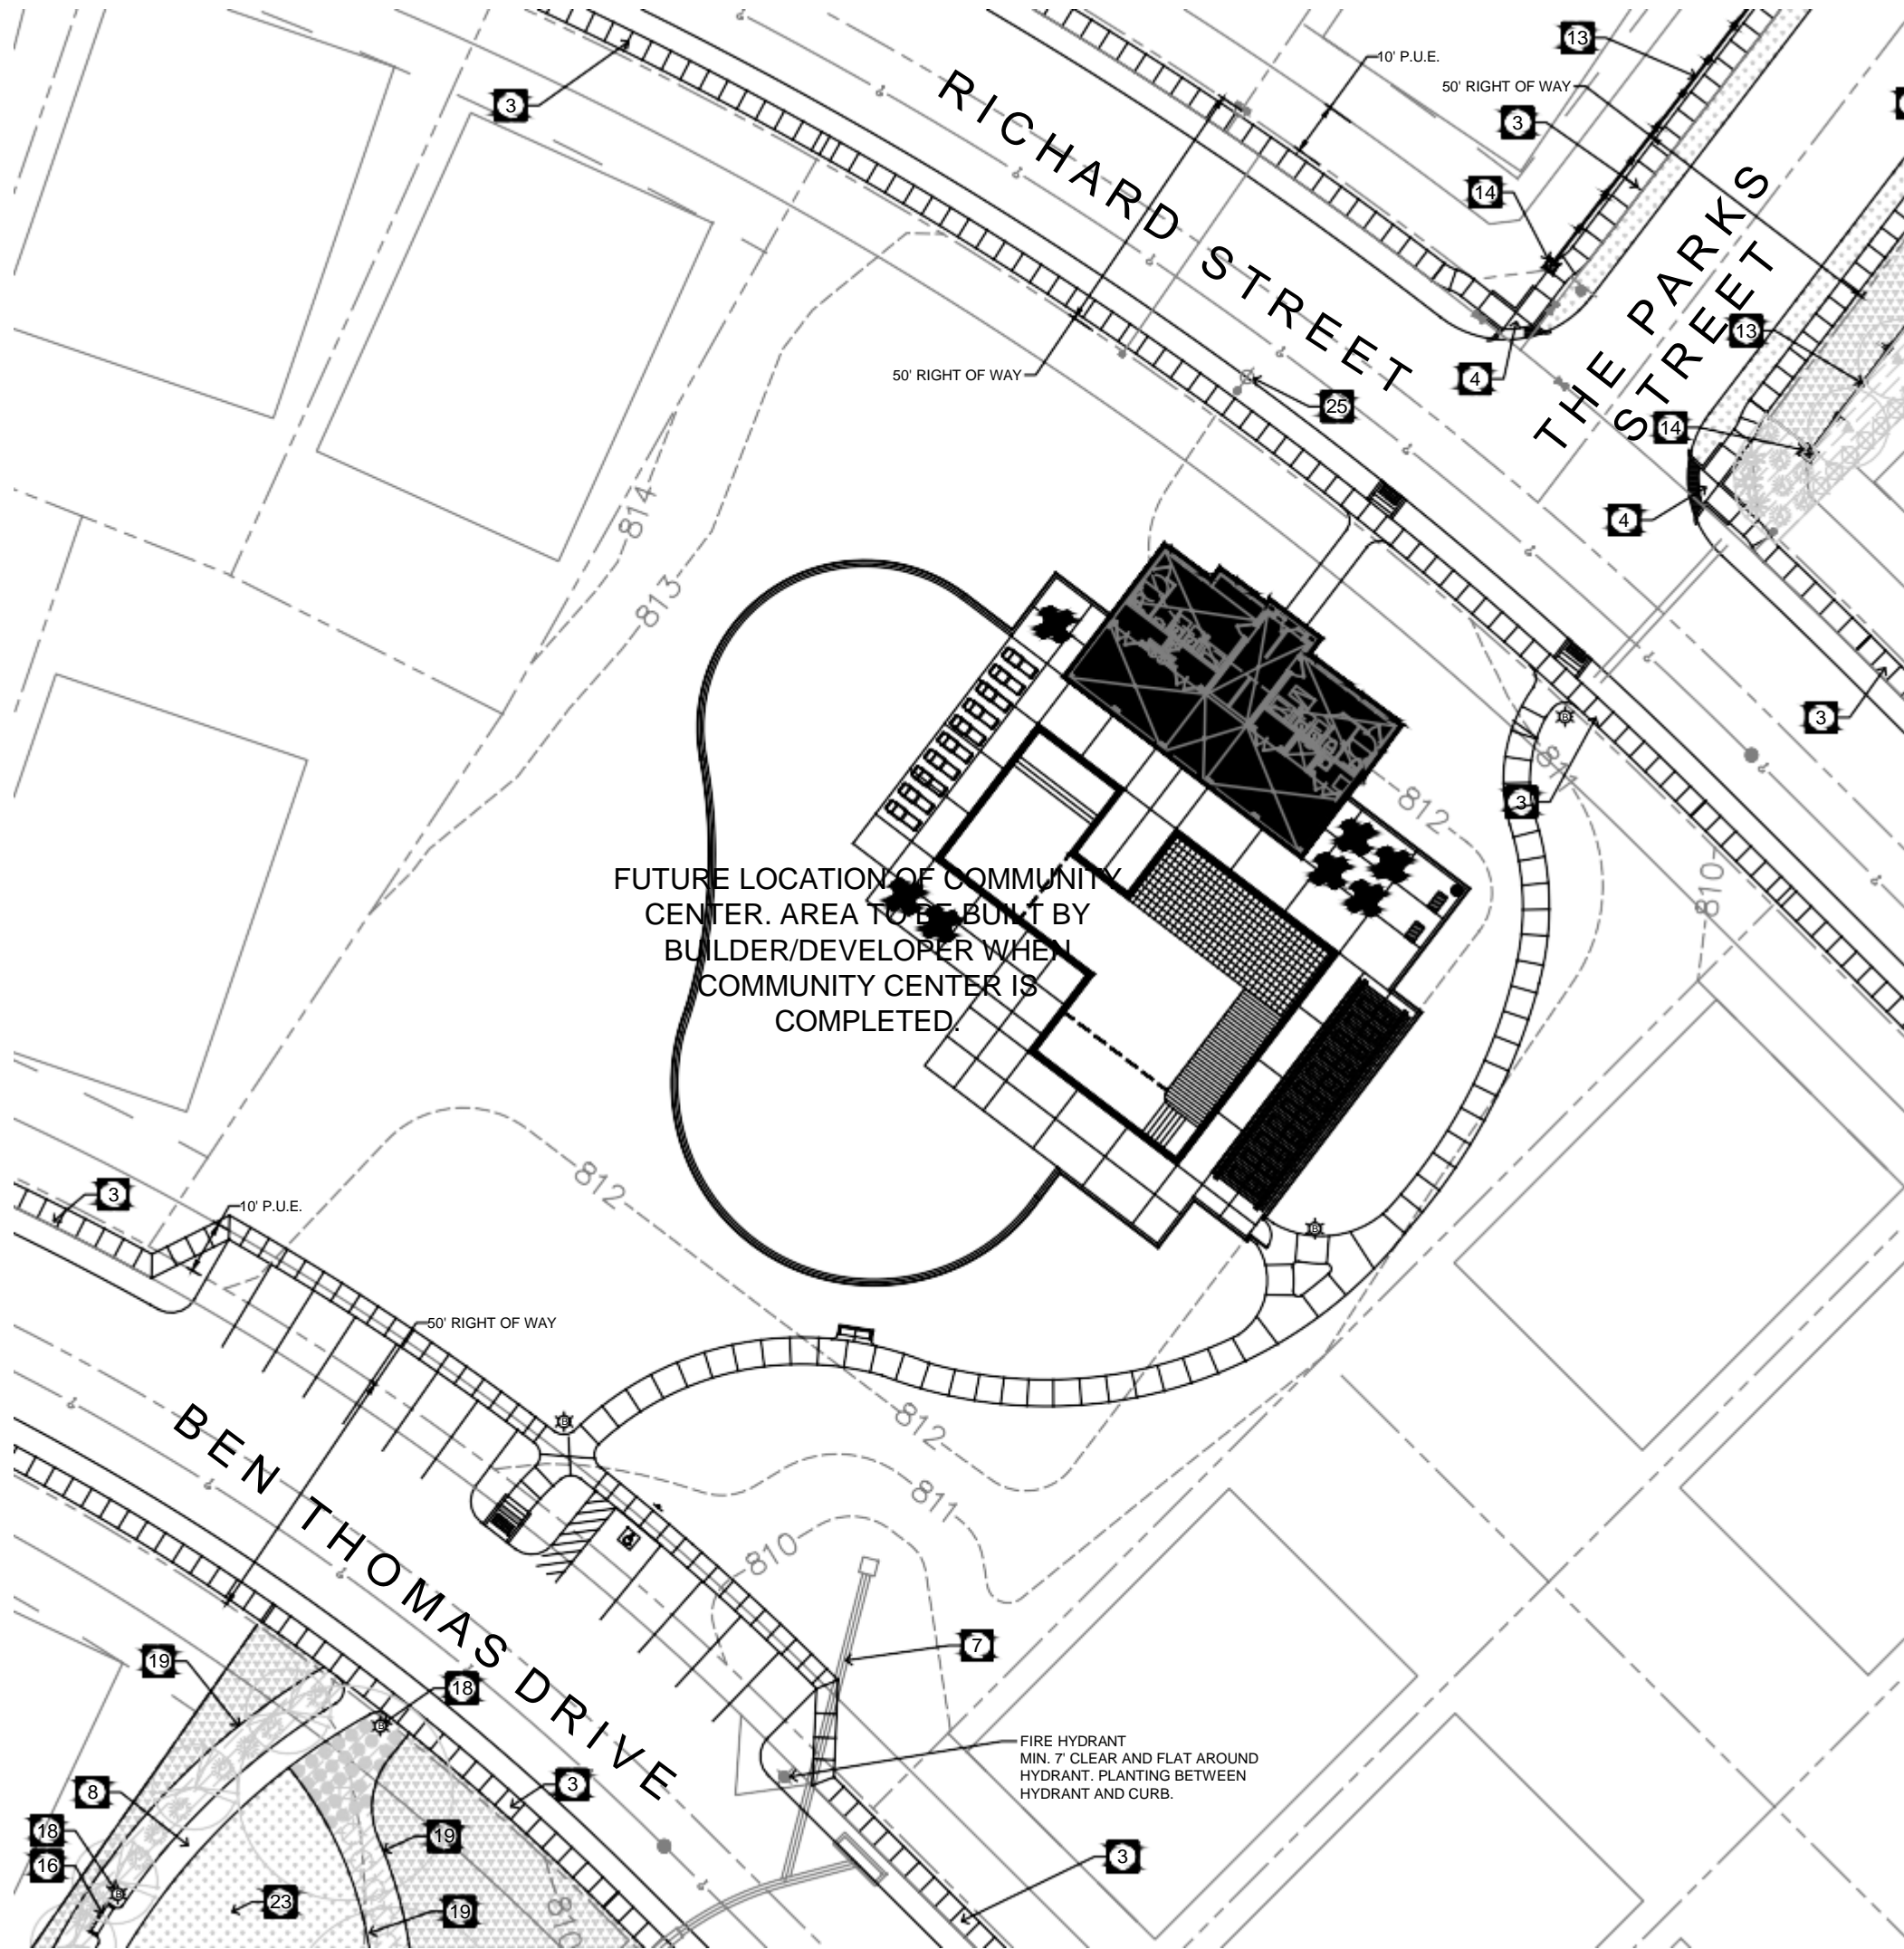 13
10' P.U.E.
50' RIGHT OF WAY
3
3
14
RICHARD STREET
THE PARKS
STREET
13
50' RIGHT OF WAY
4
25
14
4
814
813
3
811
3
812
810
FUTURE LOCATION OF COMMUNITY
CENTER. AREA TO BE BUILT BY
BUILDER/DEVELOPER WHEN
COMMUNITY CENTER IS
COMPLETED.
812
3
10' P.U.E.
50' RIGHT OF WAY
812
811
810
BEN THOMAS DRIVE
7
19
18
FIRE HYDRANT
MIN. 7' CLEAR AND FLAT AROUND
HYDRANT. PLANTING BETWEEN
HYDRANT AND CURB.
3
8
18
19
16
3
23
19
810
B
B
B
B
B